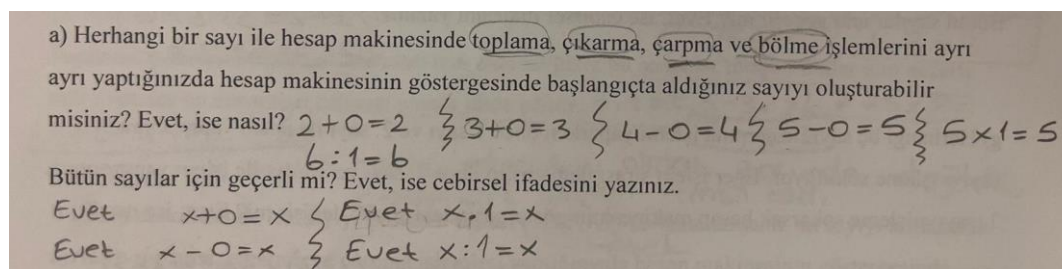 a) Herhangi bir sayı ile hesap makinesinde toplama, çıkarma, çarpma ve bölme işlemlerini ayrı
ayrı yaptığınızda hesap makinesinin göstergesinde başlangıçta aldığınız sayıyı oluşturabilir
misiniz? Evet, ise nasıl? 2+0=2 3+0=3 4-0=4 5-0=5 5x1=5
6:1=6
Bütün sayılar için geçerli mi? Evet, ise cebirsel ifadesini yazınız.
Evet x+0=x Evet x.1=x
Evet x-0=x Evet x:1=x